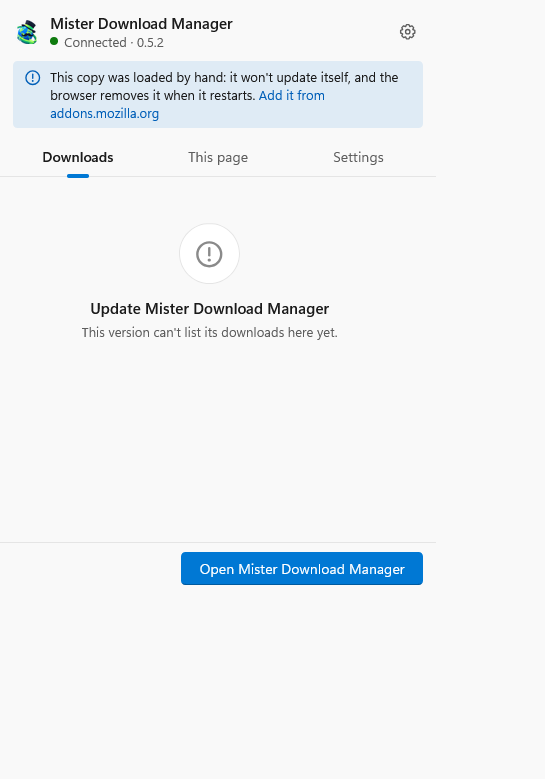 Mister Download Manager
Connected · 0.5.2
This copy was loaded by hand: it won't update itself, and the
browser removes it when it restarts. Add it from
addons.mozilla.org
Downloads
This page
Settings
Update Mister Download Manager
This version can't list its downloads here yet.
Open Mister Download Manager